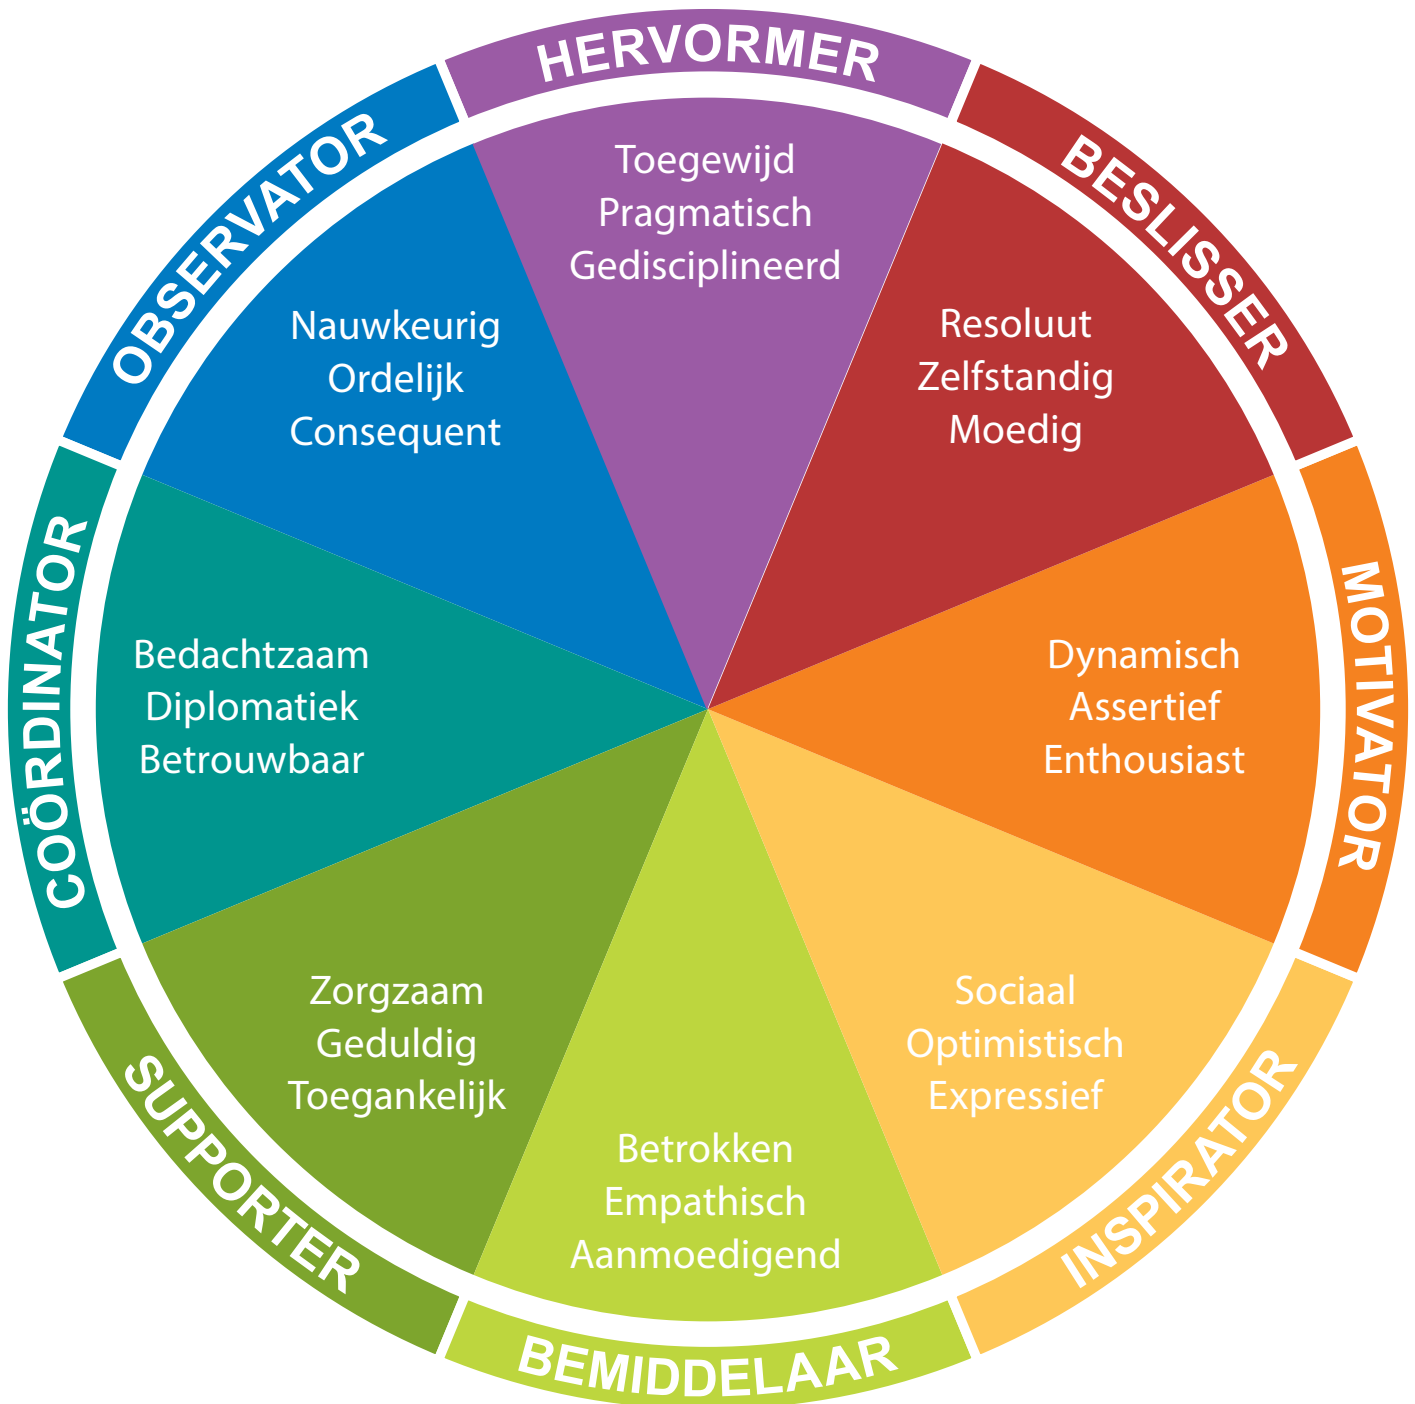 HERVORMER
Toegewijd
Pragmatisch
Gedisciplineerd
BESLISSER
Resoluut
Zelfstandig
Moedig
MOTIVATOR
Dynamisch
Assertief
Enthousiast
INSPIRATOR
Sociaal
Optimistisch
Expressief
BEMIDDELAAR
Betrokken
Empathisch
Aanmoedigend
SUPPORTER
Zorgzaam
Geduldig
Toegankelijk
COÖRDINATOR
Bedachtzaam
Diplomatiek
Betrouwbaar
OBSERVATOR
Nauwkeurig
Ordelijk
Consequent